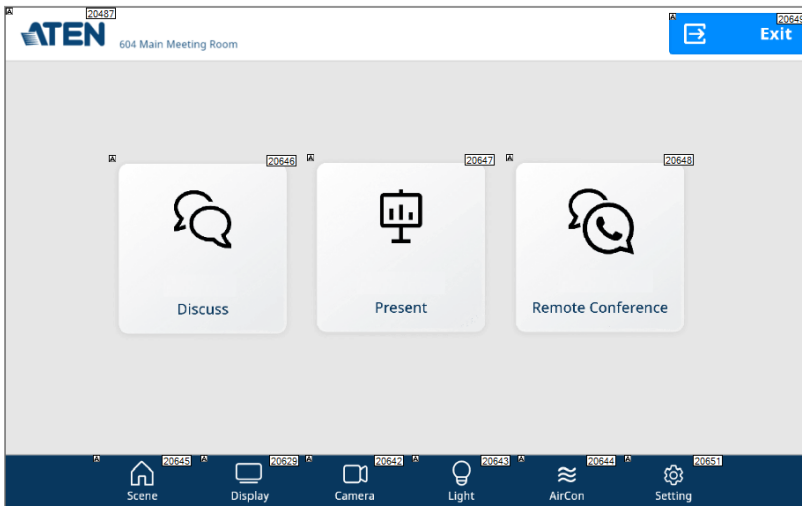 A 20487
ATEN
604 Main Meeting Room
A 20649
Exit
A 20646
A 20647
A 20648
Discuss
Present
Remote Conference
A 20645
A 20629
A 20642
A 20643
A 20644
A 20651
Scene
Display
Camera
Light
AirCon
Setting